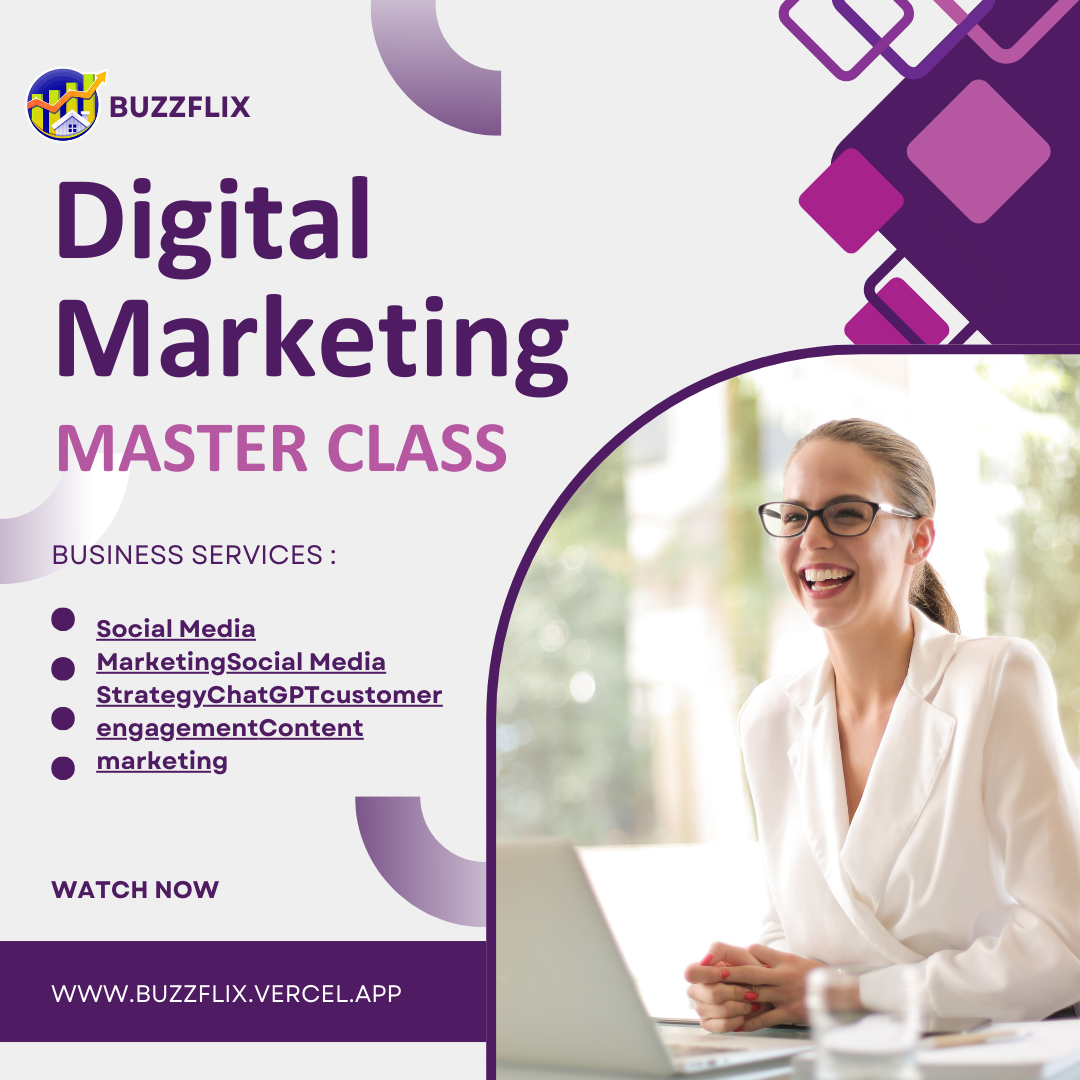 BUZZFLIX
Digital
Marketing
MASTER CLASS
BUSINESS SERVICES :
Social Media
MarketingSocial Media
StrategyChatGPTcustomer
engagementContent
marketing
WATCH NOW
WWW.BUZZFLIX.VERCEL.APP